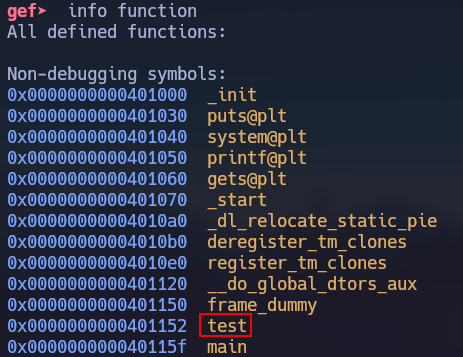 gef➤  info function
All defined functions:
Non-debugging symbols:
0x0000000000401000  _init
0x0000000000401030  puts@plt
0x0000000000401040  system@plt
0x0000000000401050  printf@plt
0x0000000000401060  gets@plt
0x0000000000401070  _start
0x00000000004010a0  _dl_relocate_static_pie
0x00000000004010b0  deregister_tm_clones
0x00000000004010e0  register_tm_clones
0x0000000000401120  __do_global_dtors_aux
0x0000000000401150  frame_dummy
0x0000000000401152  test
0x000000000040115f  main